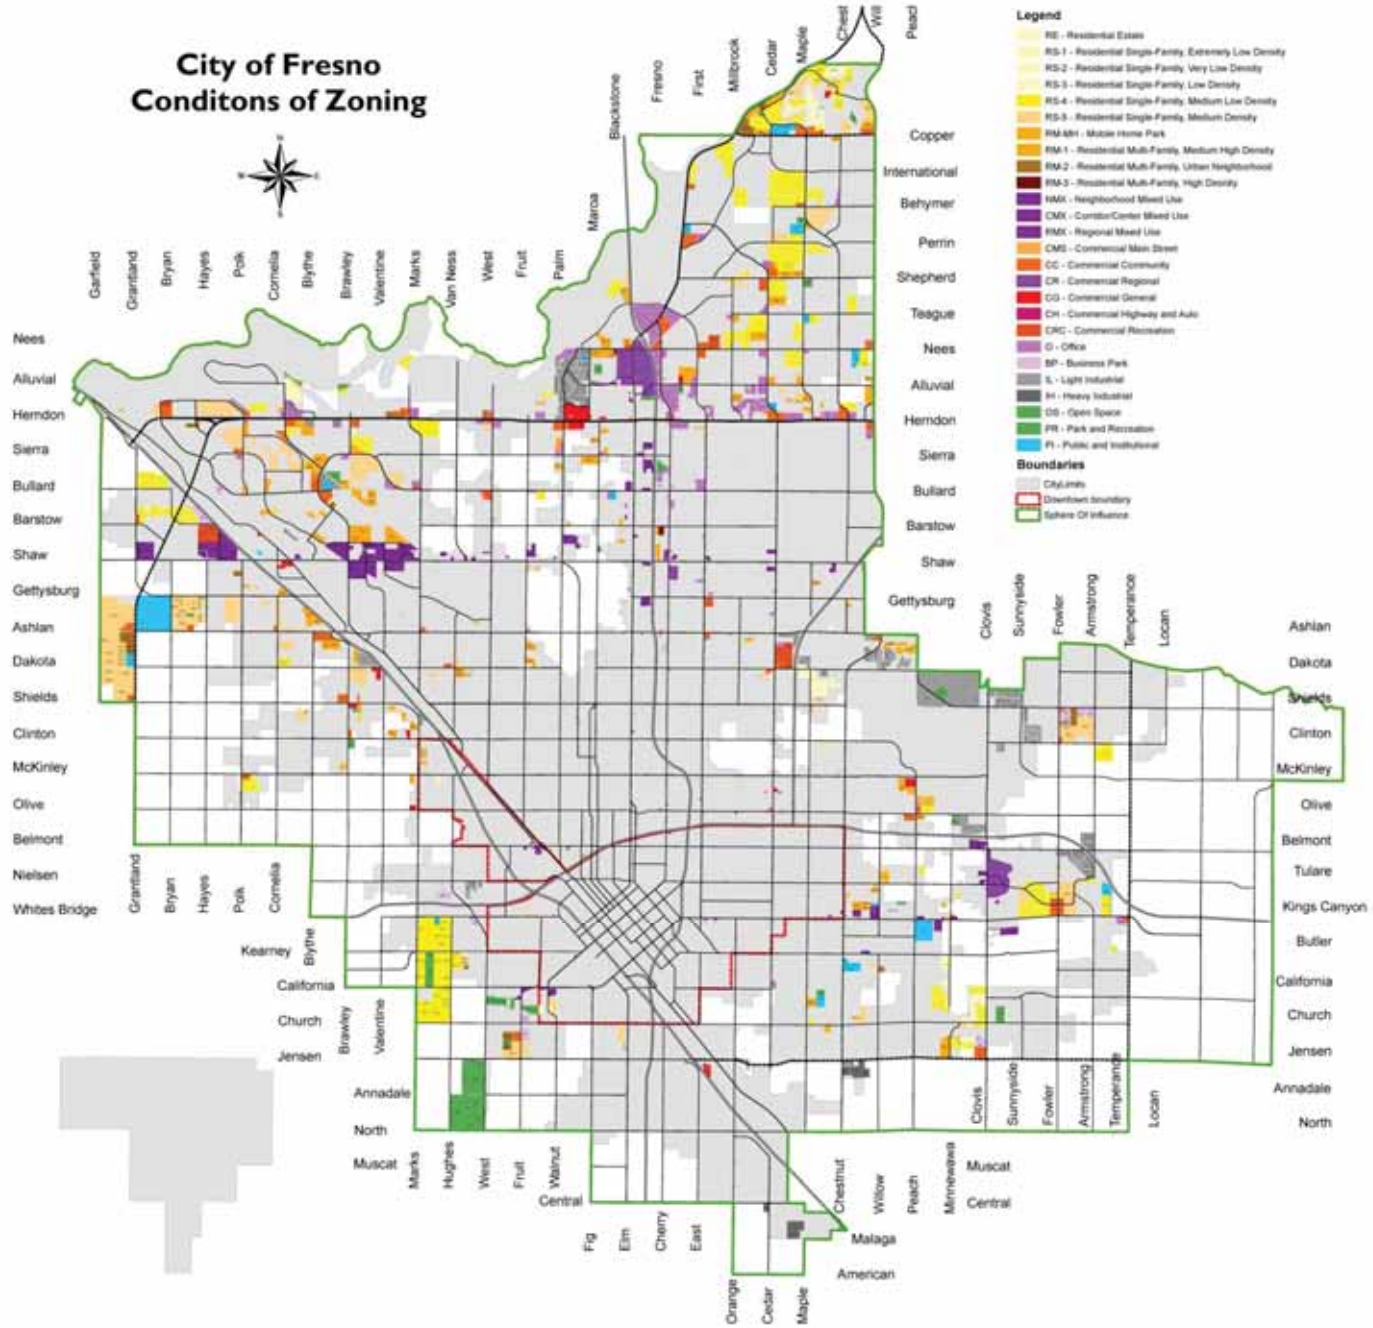 City of Fresno
Conditons of Zoning
N
W
E
S
Legend
RE - Residential Estate
RS-1 - Residential Single-Family, Extremely Low Density
RS-2 - Residential Single-Family, Very Low Density
RS-3 - Residential Single-Family, Low Density
RS-4 - Residential Single-Family, Medium Low Density
RS-5 - Residential Single-Family, Medium Density
RM-MH - Mobile Home Park
RM-1 - Residential Multi-Family, Medium High Density
RM-2 - Residential Multi-Family, Urban Neighborhood
RM-3 - Residential Multi-Family, High Density
NMX - Neighborhood Mixed Use
CMX - Corridor/Center Mixed Use
RMX - Regional Mixed Use
CMS - Commercial Main Street
CC - Commercial Community
CR - Commercial Regional
CG - Commercial General
CH - Commercial Highway and Auto
CRC - Commercial Recreation
O - Office
BP - Business Park
IL - Light Industrial
IH - Heavy Industrial
OS - Open Space
PR - Park and Recreation
PI - Public and Institutional
Boundaries
CityLimits
Downtown boundary
Sphere Of Influence
Blackstone
Fresno
First
Millbrook
Cedar
Maple
Chest
Will
Peacl
Copper
International
Behymer
Perrin
Shepherd
Teague
Nees
Alluvial
Herndon
Sierra
Bullard
Barstow
Shaw
Gettysburg
Garfield
Grantland
Bryan
Hayes
Polk
Cornelia
Blythe
Brawley
Valentine
Marks
Van Ness
West
Fruit
Palm
Maroa
Nees
Alluvial
Herndon
Sierra
Bullard
Barstow
Shaw
Gettysburg
Ashlan
Dakota
Shields
Clinton
McKinley
Olive
Belmont
Nielsen
Whites Bridge
Clovis
Sunnyside
Fowler
Armstrong
Temperance
Locan
Ashlan
Dakota
Shields
Clinton
McKinley
Olive
Belmont
Tulare
Kings Canyon
Butler
California
Church
Jensen
Annadale
North
Grantland
Bryan
Hayes
Polk
Cornelia
Blythe
Kearney
California
Church
Jensen
Brawley
Valentine
Annadale
North
Muscat
Marks
Hughes
West
Fruit
Walnut
Central
Fig
Elm
Cherry
East
Orange
Cedar
Maple
Chestnut
Willow
Peach
Minnewawa
Clovis
Sunnyside
Fowler
Armstrong
Temperance
Locan
Muscat
Central
Malaga
American